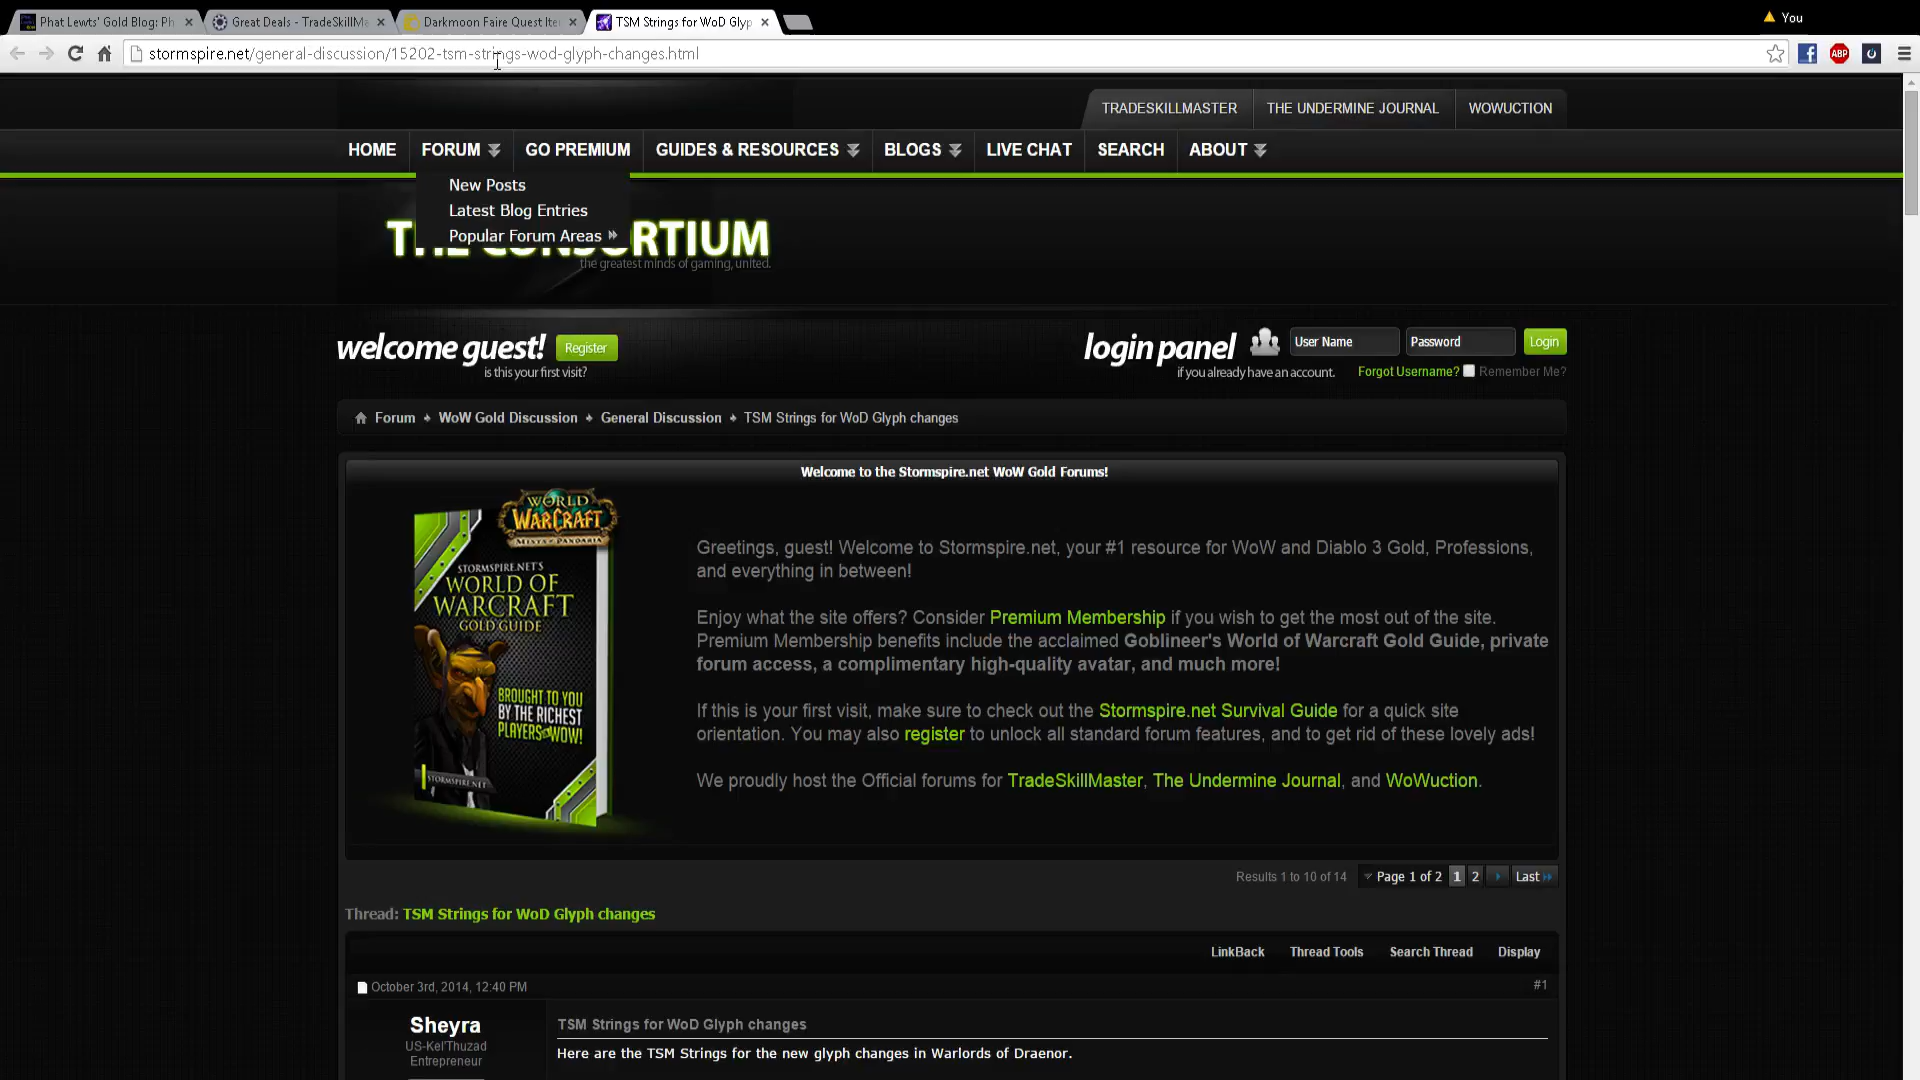 Phat Lewts' Gold Blog: Ph
Great Deals - TradeSkillMa
Darkmoon Faire Quest Ite
TSM Strings for WoD Glyp
You
stormspire.net/general-discussion/15202-tsm-strings-wod-glyph-changes.html
ABP
TRADESKILLMASTER
THE UNDERMINE JOURNAL
WOWUCTION
HOME
FORUM
GO PREMIUM
GUIDES & RESOURCES
BLOGS
LIVE CHAT
SEARCH
ABOUT
New Posts
Latest Blog Entries
Popular Forum Areas
RTIUM
the greatest minds of gaming, united.
welcome guest!
Register
is this your first visit?
login panel
User Name
Password
Login
if you already have an account.
Forgot Username?
Remember Me?
Forum
WoW Gold Discussion
General Discussion
TSM Strings for WoD Glyph changes
Welcome to the Stormspire.net WoW Gold Forums!
WORLD
WARCRAFT
MISTS OF PANDARIA
STORMSPIRE.NET'S
WORLD OF
WARCRAFT
GOLD GUIDE
BROUGHT TO YOU
BY THE RICHEST
PLAYERS IN WOW!
STORMSPIRE.NET
Greetings, guest! Welcome to Stormspire.net, your #1 resource for WoW and Diablo 3 Gold, Professions,
and everything in between!
Enjoy what the site offers? Consider Premium Membership if you wish to get the most out of the site.
Premium Membership benefits include the acclaimed Goblineer's World of Warcraft Gold Guide, private
forum access, a complimentary high-quality avatar, and much more!
If this is your first visit, make sure to check out the Stormspire.net Survival Guide for a quick site
orientation. You may also register to unlock all standard forum features, and to get rid of these lovely ads!
We proudly host the Official forums for TradeSkillMaster, The Undermine Journal, and WoWuction.
Results 1 to 10 of 14
Page 1 of 2
1
2
Last
Thread: TSM Strings for WoD Glyph changes
LinkBack
Thread Tools
Search Thread
Display
October 3rd, 2014, 12:40 PM
#1
Sheyra
US-Kel'Thuzad
Entrepreneur
TSM Strings for WoD Glyph changes
Here are the TSM Strings for the new glyph changes in Warlords of Draenor.